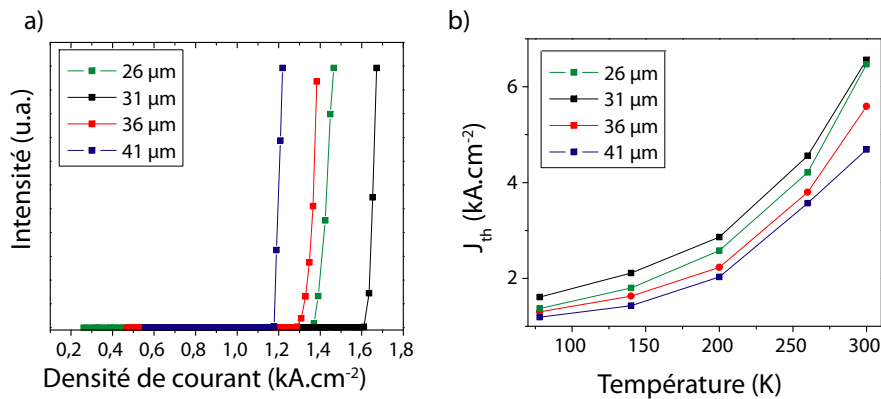 a)
Intensité (u.a.)
26 µm
31 µm
36 µm
41 µm
0,2 0,4 0,6 0,8 1,0 1,2 1,4 1,6 1,8
Densité de courant (kA.cm-2)
b)
J th (kA.cm-2)
6
4
2
26 µm
31 µm
36 µm
41 µm
100 150 200 250 300
Température (K)